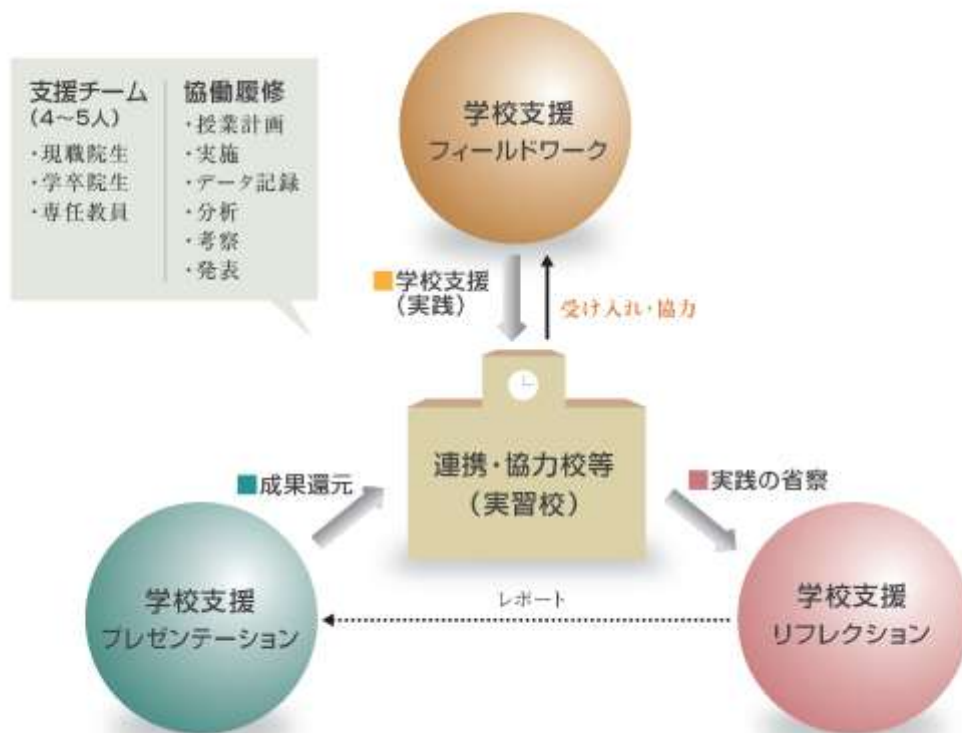 支援チーム
(4〜5人)
・現職院生
・学卒院生
・専任教員
協働履修
・授業計画
・実施
・データ記録
・分析
・考察
・発表
学校支援
フィールドワーク
■学校支援
(実践)
受け入れ・協力
連携・協力校等
(実習校)
■成果還元
■実践の省察
学校支援
プレゼンテーション
レポート
学校支援
リフレクション